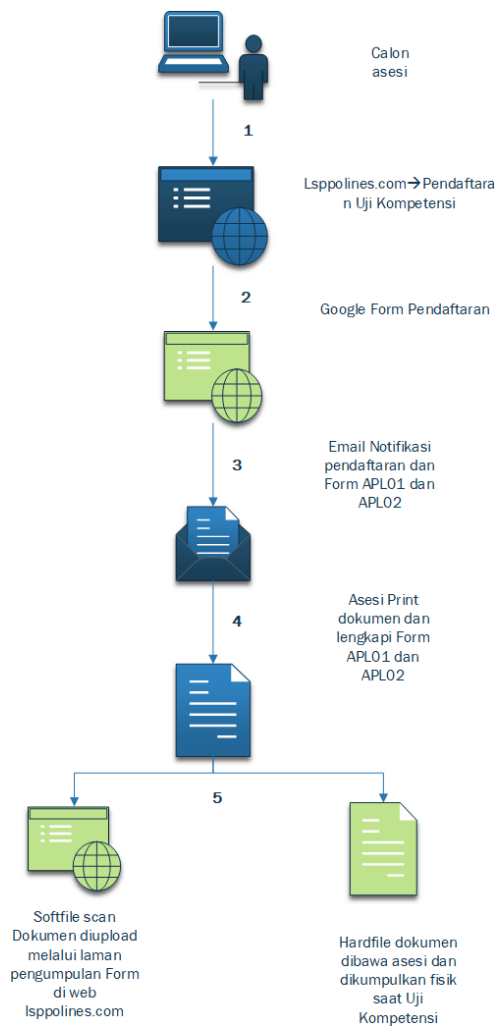 Calon
asesi
1
Lsppolines.com→Pendaftara
n Uji Kompetensi
2
Google Form Pendaftaran
3
Email Notifikasi
pendaftaran dan
Form APL01 dan
APL02
4
Asesi Print
dokumen dan
lengkapi Form
APL01 dan
APL02
5
Softfile scan
Dokumen diupload
melalui laman
pengumpulan Form
di web
lsppolines.com
Hardfile dokumen
dibawa asesi dan
dikumpulkan fisik
saat Uji
Kompetensi